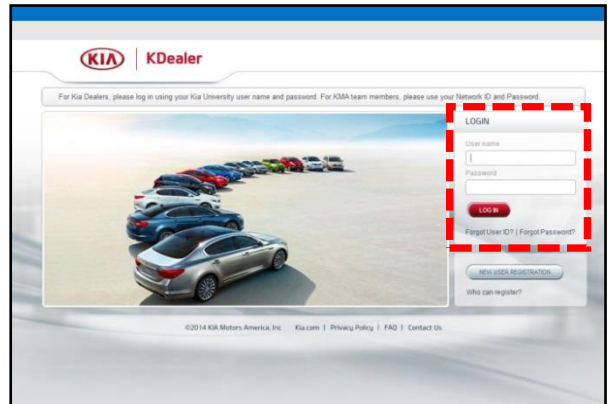 KIA KDealer
For Kia Dealers, please log in using your Kia University user name and password. For KMA team members, please use your Network ID and Password.
LOGIN
User name
Password
LOG IN
Forgot User ID? | Forgot Password?
NEW USER REGISTRATION
Who can register?
©2014 KIA Motors America, Inc Kia.com | Privacy Policy | FAQ | Contact Us